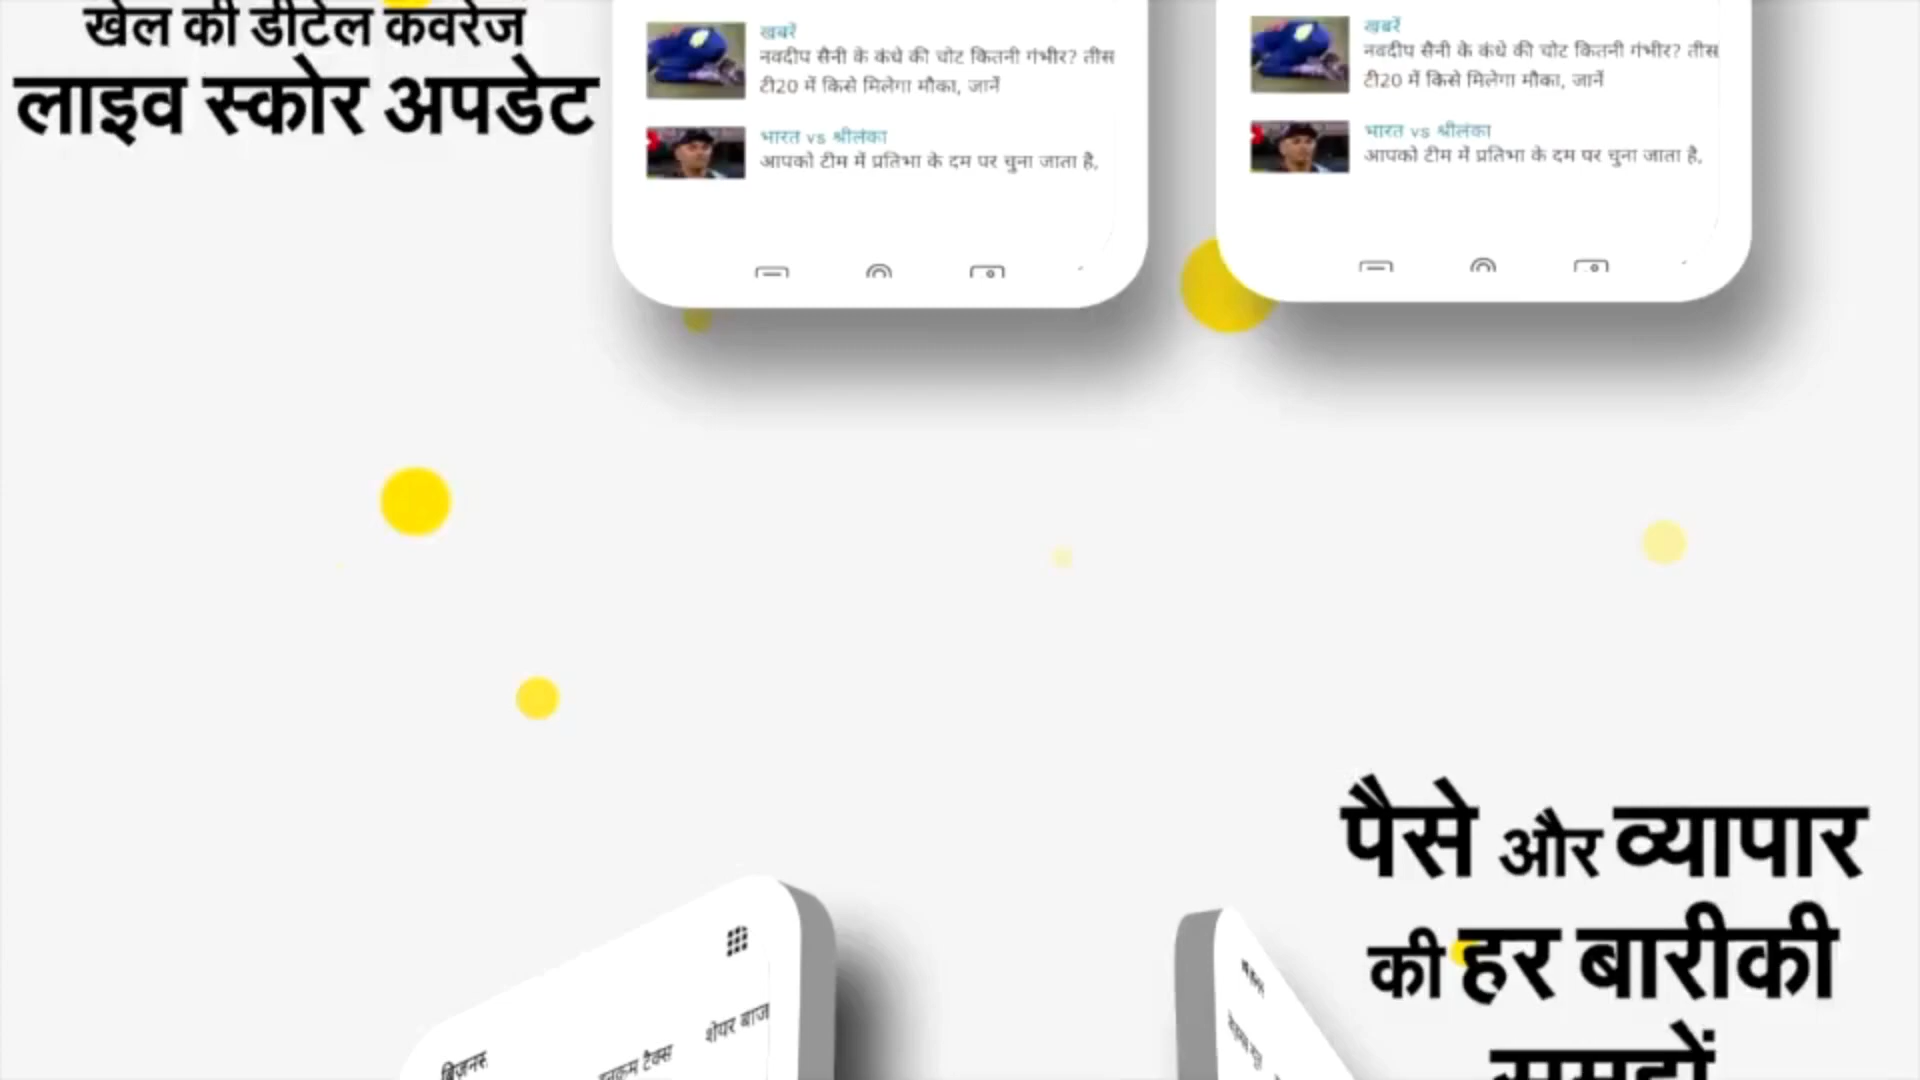 खेल की डीटेल कवरेज
लाइव स्कोर अपडेट
खबरें
नवदीप सैनी के कंधे की चोट कितनी गंभीर? तीस
टी20 में किसे मिलेगा मौका, जानें
भारत vs श्रीलंका
आपको टीम में प्रतिभा के दम पर चुना जाता है,
खबरें
नवदीप सैनी के कंधे की चोट कितनी गंभीर? तीस
टी20 में किसे मिलेगा मौका, जानें
भारत vs श्रीलंका
आपको टीम में प्रतिभा के दम पर चुना जाता है,
पैसे और व्यापार
की हर बारीकी
समझों
शेयर बाज
टैक्स
बिज़नस